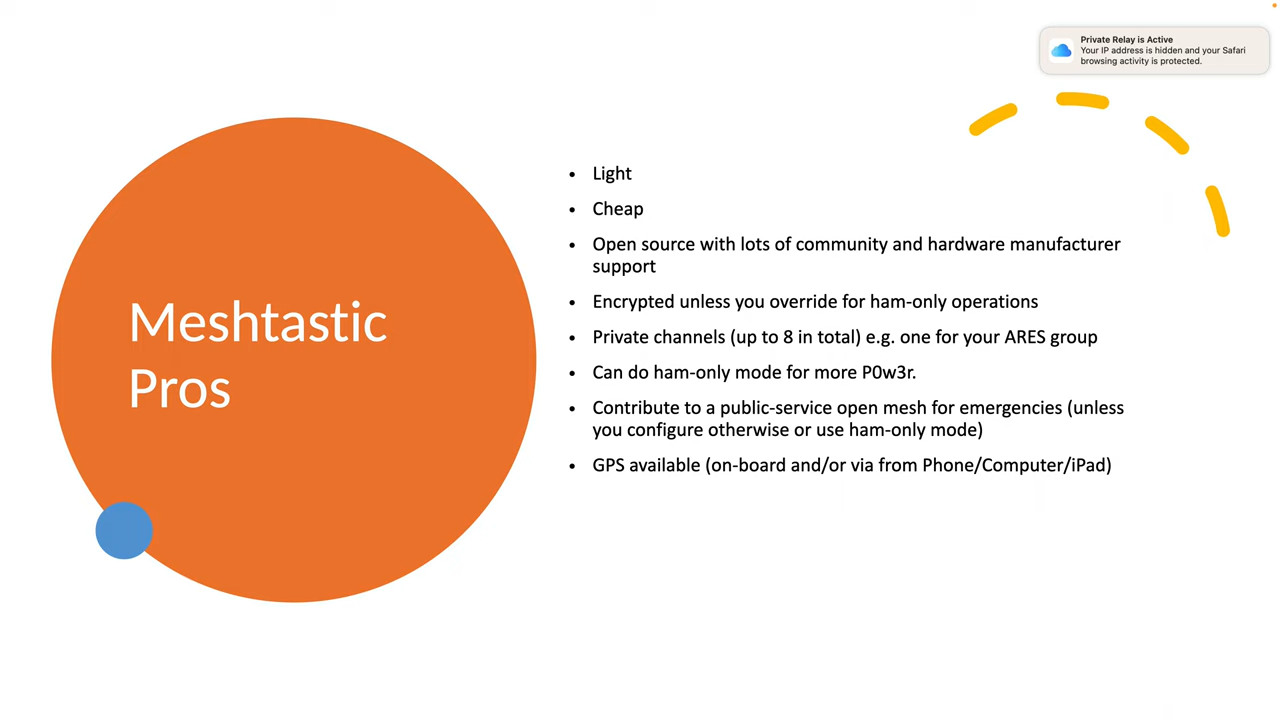 Private Relay is Active
Your IP address is hidden and your Safari
browsing activity is protected.
Meshtastic
Pros
• Light
• Cheap
• Open source with lots of community and hardware manufacturer
support
• Encrypted unless you override for ham-only operations
• Private channels (up to 8 in total) e.g. one for your ARES group
• Can do ham-only mode for more P0w3r.
• Contribute to a public-service open mesh for emergencies (unless
you configure otherwise or use ham-only mode)
• GPS available (on-board and/or via from Phone/Computer/iPad)